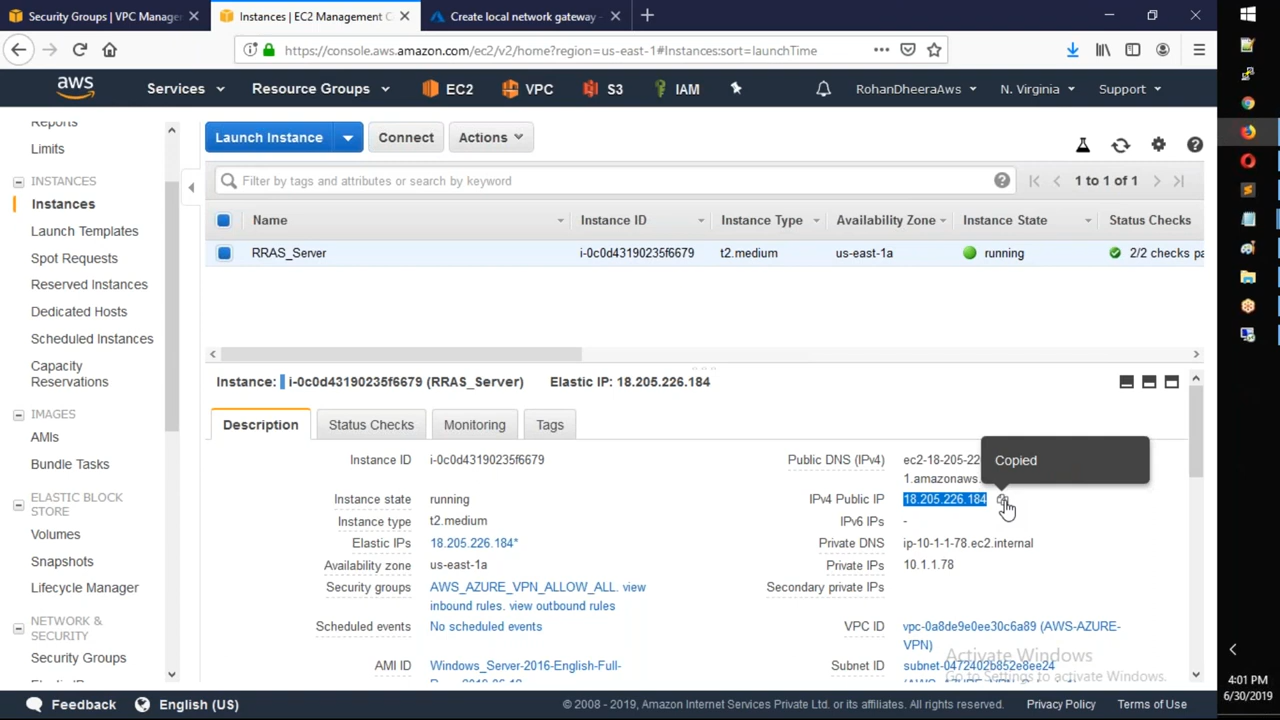 Security Groups | VPC Manage
Instances | EC2 Management C
Create local network gateway -
https://console.aws.amazon.com/ec2/v2/home?region=us-east-1#Instances:sort=launchTime
aws
Services
Resource Groups
EC2
VPC
S3
IAM
RohanDheeraAws
N. Virginia
Support
Reports
Limits
INSTANCES
Instances
Launch Templates
Spot Requests
Reserved Instances
Dedicated Hosts
Scheduled Instances
Capacity
Reservations
IMAGES
AMIs
Bundle Tasks
ELASTIC BLOCK
STORE
Volumes
Snapshots
Lifecycle Manager
NETWORK &
SECURITY
Security Groups
Launch Instance
Connect
Actions
Filter by tags and attributes or search by keyword
1 to 1 of 1
Name
Instance ID
Instance Type
Availability Zone
Instance State
Status Checks
RRAS_Server
i-0c0d43190235f6679
t2.medium
us-east-1a
running
2/2 checks pa
Instance: i-0c0d43190235f6679 (RRAS_Server) Elastic IP: 18.205.226.184
Description
Status Checks
Monitoring
Tags
Instance ID i-0c0d43190235f6679
Instance state running
Instance type t2.medium
Elastic IPs 18.205.226.184*
Availability zone us-east-1a
Security groups AWS_AZURE_VPN_ALLOW_ALL. view
inbound rules. view outbound rules
Scheduled events No scheduled events
AMI ID Windows_Server-2016-English-Full-
Public DNS (IPv4) ec2-18-205-22
1.amazonaws.
Copied
IPv4 Public IP 18.205.226.184
IPv6 IPs -
Private DNS ip-10-1-1-78.ec2.internal
Private IPs 10.1.1.78
Secondary private IPs
VPC ID vpc-0a8de9e0ee30c6a89 (AWS-AZURE-
VPN)
Subnet ID subnet-0472402b852e8ee24
Activate Windows
Go to Settings to activate Windows.
Feedback
English (US)
© 2008 - 2019, Amazon Internet Services Private Ltd. or its affiliates. All rights reserved.
Privacy Policy
Terms of Use
4:01 PM
6/30/2019